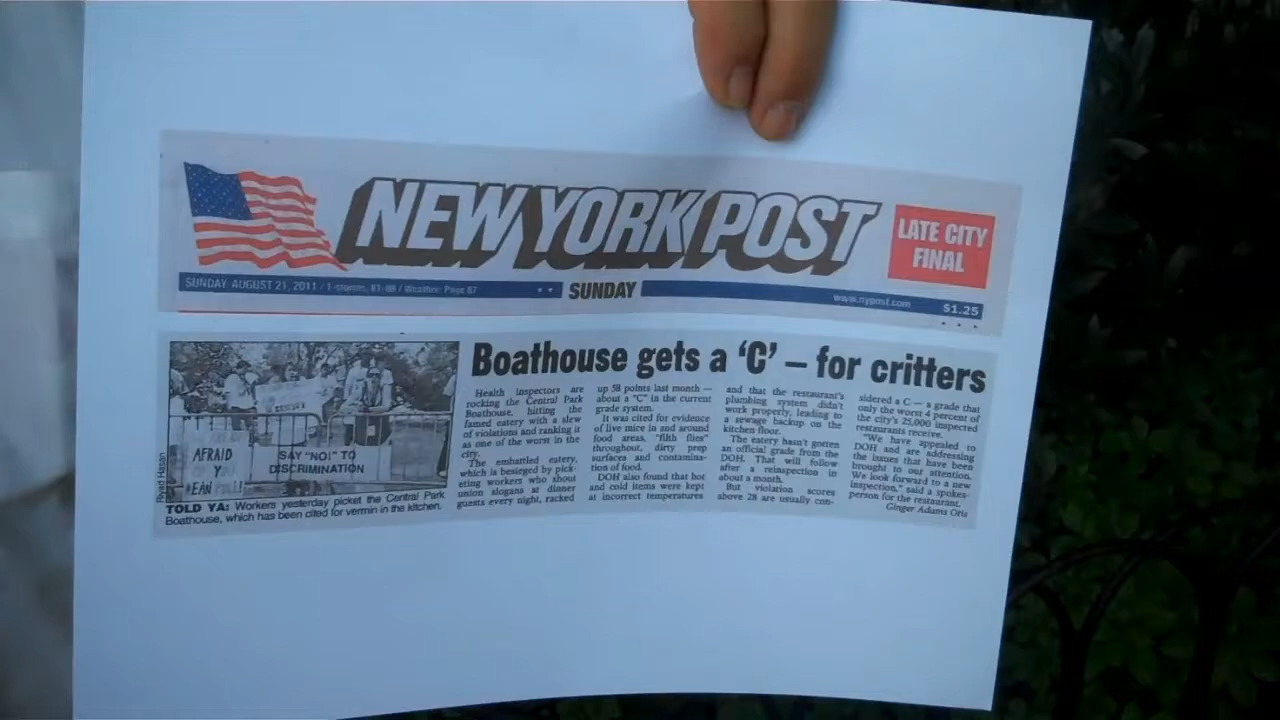 NEW YORK POST
LATE CITY
FINAL
SUNDAY, AUGUST 21, 2011 / T-storms, 81-88 / Weather: Page 87
** SUNDAY
www.nypost.com
$1.25
Boathouse gets a ‘C’ – for critters
AFRAID
SAY "NO!" TO
DISCRIMINATION
Riyad Hasan
TOLD YA: Workers yesterday picket the Central Park
Boathouse, which has been cited for vermin in the kitchen.
Health inspectors are
rocking the Central Park
Boathouse, hitting the
famed eatery with a slew
of violations and ranking it
as one of the worst in the
city.
The embattled eatery,
which is besieged by pick-
eting workers who shout
union slogans at dinner
guests every night, racked
up 58 points last month —
about a "C" in the current
grade system.
It was cited for evidence
of live mice in and around
food areas, "filth flies"
throughout, dirty prep
surfaces and contamina-
tion of food.
DOH also found that hot
and cold items were kept
at incorrect temperatures
and that the restaurant's
plumbing system didn't
work properly, leading to
a sewage backup on the
kitchen floor.
The eatery hasn't gotten
an official grade from the
DOH. That will follow
after a reinspection in
about a month.
But violation scores
above 28 are usually con-
sidered a C — a grade that
only the worst 4 percent of
the city's 25,000 inspected
restaurants receive.
"We have appealed to
DOH and are addressing
the issues that have been
brought to our attention.
We look forward to a new
inspection," said a spokes-
person for the restaurant.
Ginger Adams Otis